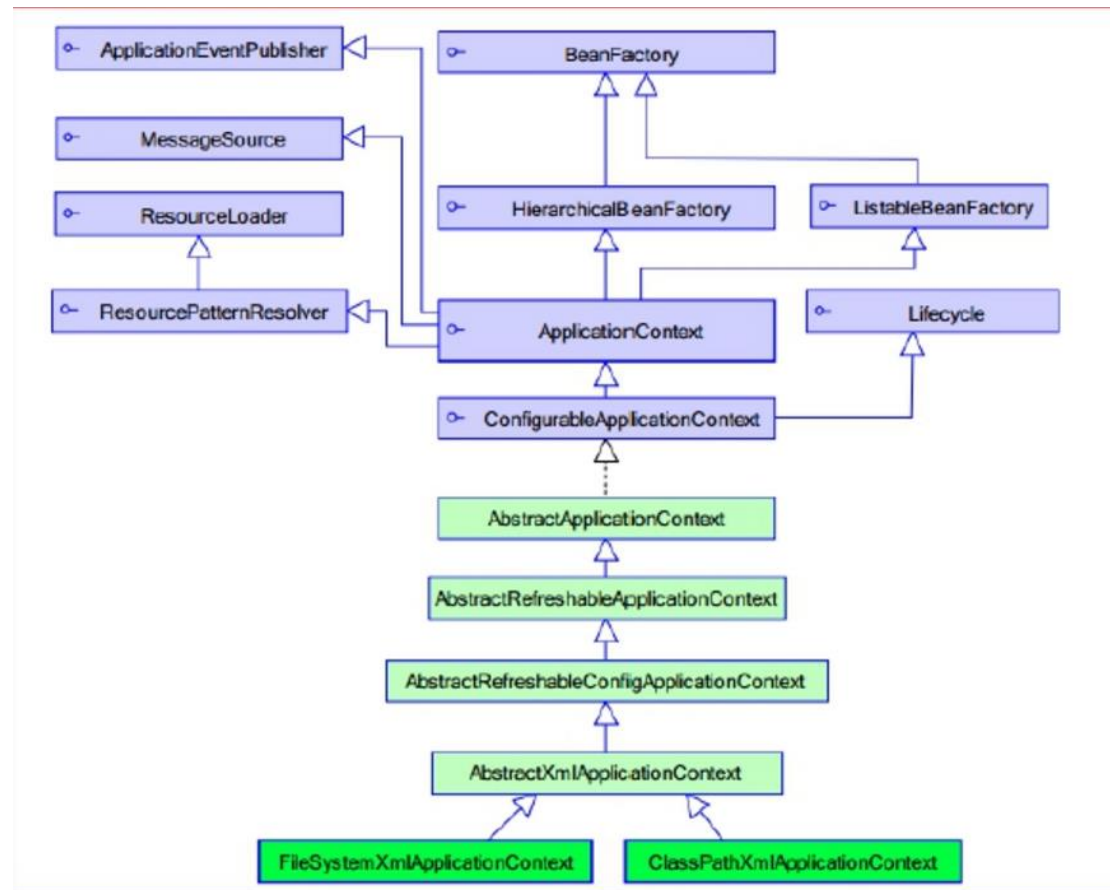 ApplicationEventPublisher
BeanFactory
MessageSource
ResourceLoader
HierarchicalBeanFactory
ListableBeanFactory
ResourcePatternResolver
ApplicationContext
Lifecycle
ConfigurableApplicationContext
AbstractApplicationContext
AbstractRefreshableApplicationContext
AbstractRefreshableConfigApplicationContext
AbstractXmlApplicationContext
FileSystemXmlApplicationContext
ClassPathXmlApplicationContext